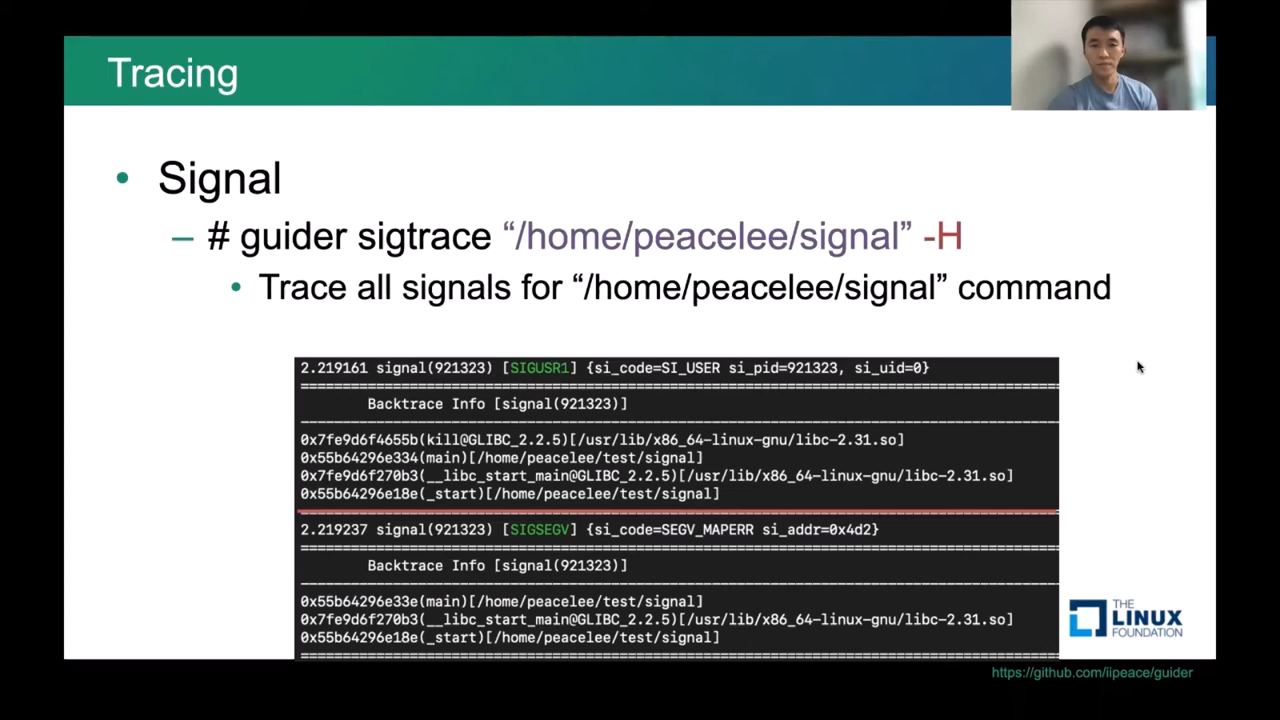 Tracing
• Signal
– # guider sigtrace “/home/peacelee/signal” -H
• Trace all signals for “/home/peacelee/signal” command
2.219161 signal(921323) [SIGUSR1] {si_code=SI_USER si_pid=921323, si_uid=0}
Backtrace Info [signal(921323)]
0x7fe9d6f4655b(kill@GLIBC_2.2.5)[/usr/lib/x86_64-linux-gnu/libc-2.31.so]
0x55b64296e334(main)[/home/peacelee/test/signal]
0x7fe9d6f270b3(__libc_start_main@GLIBC_2.2.5)[/usr/lib/x86_64-linux-gnu/libc-2.31.so]
0x55b64296e18e(_start)[/home/peacelee/test/signal]
2.219237 signal(921323) [SIGSEGV] {si_code=SEGV_MAPERR si_addr=0x4d2}
Backtrace Info [signal(921323)]
0x55b64296e33e(main)[/home/peacelee/test/signal]
0x7fe9d6f270b3(__libc_start_main@GLIBC_2.2.5)[/usr/lib/x86_64-linux-gnu/libc-2.31.so]
0x55b64296e18e(_start)[/home/peacelee/test/signal]
THE
LINUX
FOUNDATION
https://github.com/iipeace/guider